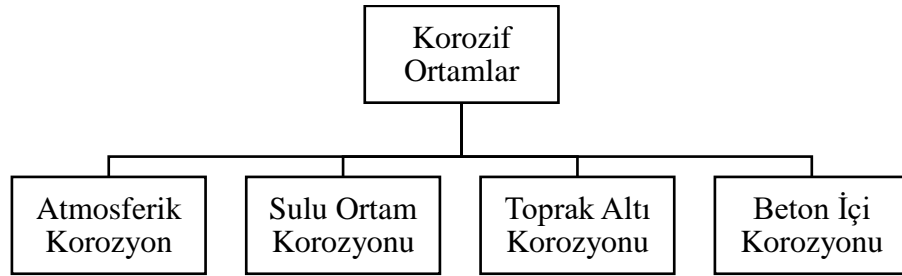 Korozif
Ortamlar
Atmosferik
Korozyon
Sulu Ortam
Korozyonu
Toprak Altı
Korozyonu
Beton İçi
Korozyonu